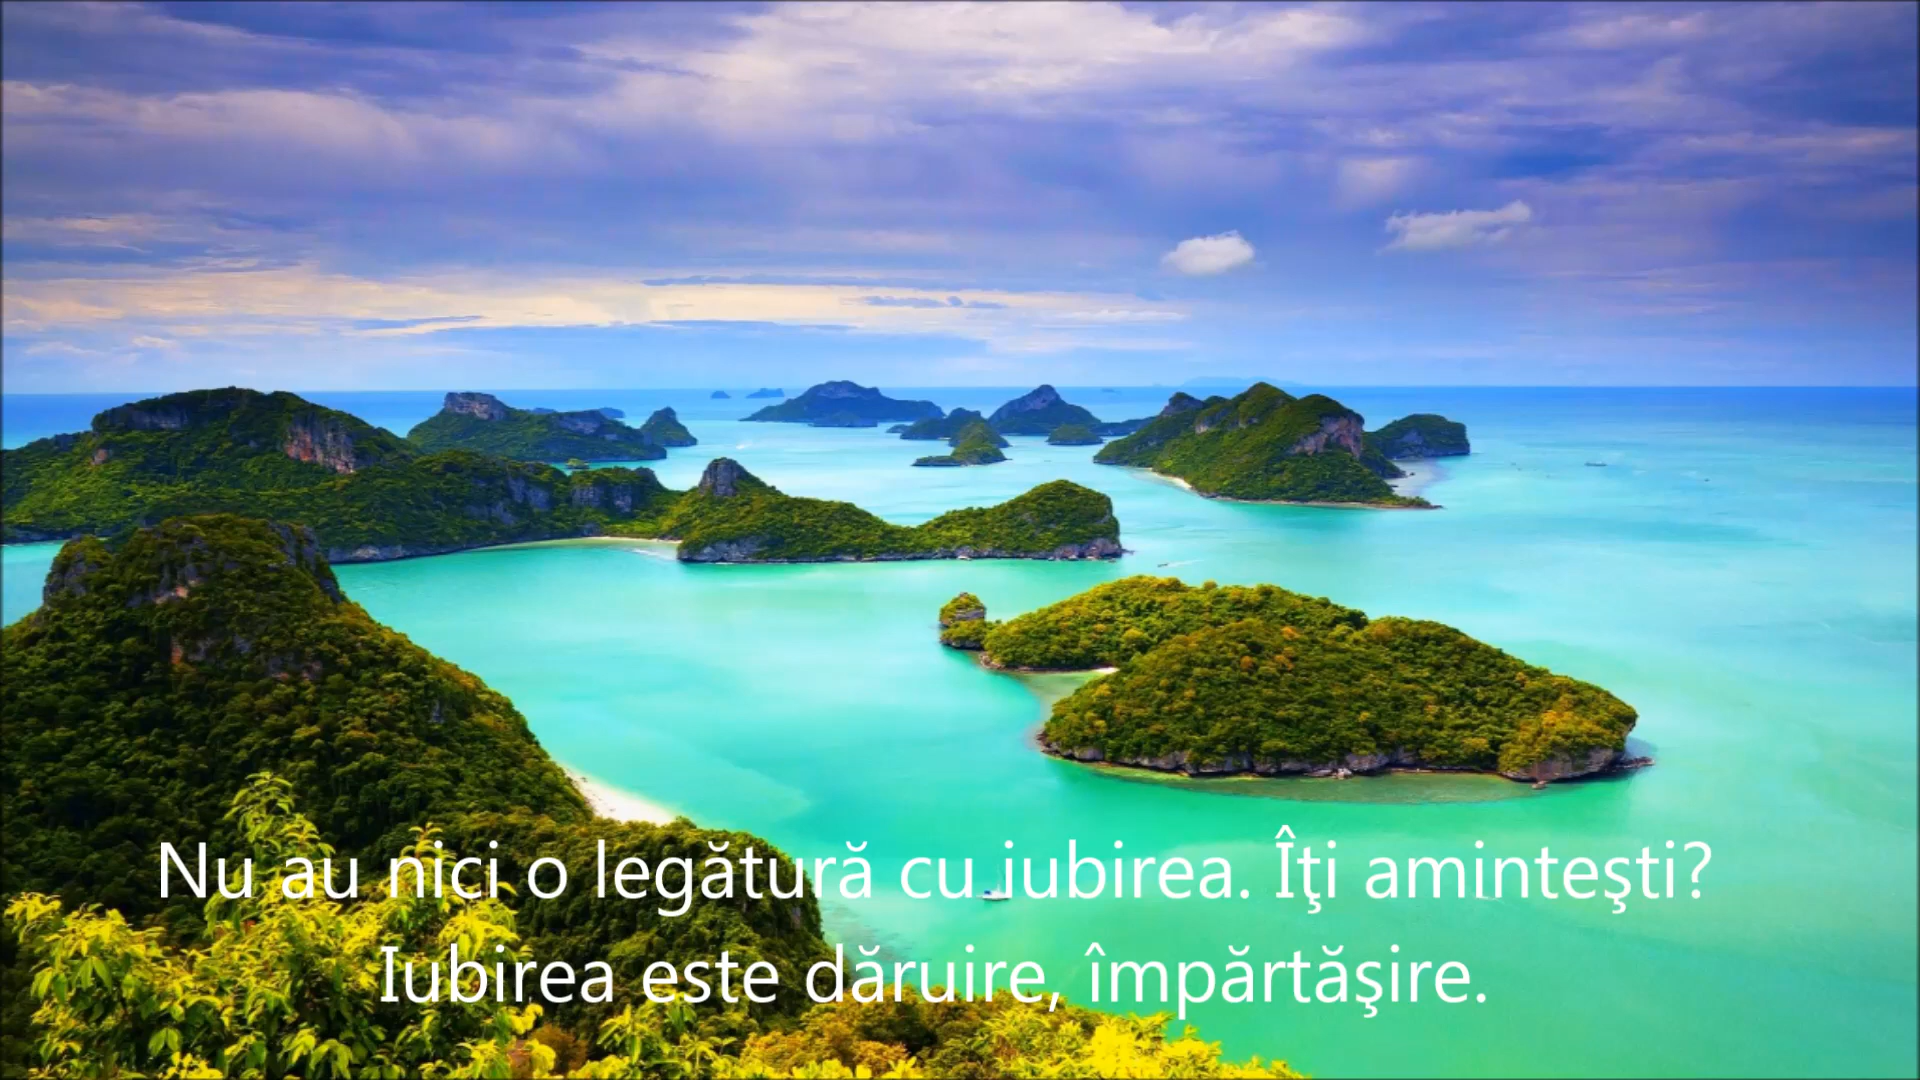 Nu au nici o legătură cu iubirea. Îţi aminteşti?
Iubirea este dăruire, împărtăşire.